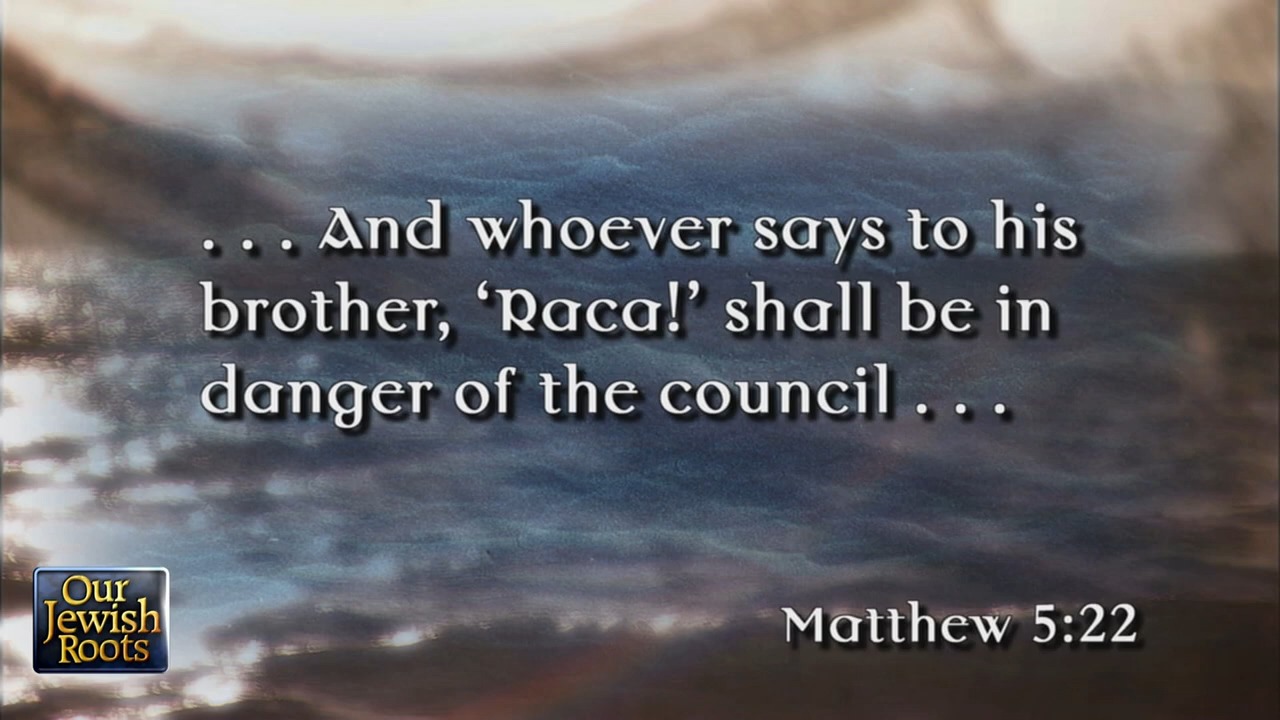 . . . And whoever says to his
brother, ‘Raca!’ shall be in
danger of the council . . .
Matthew 5:22
Our
Jewish
Roots